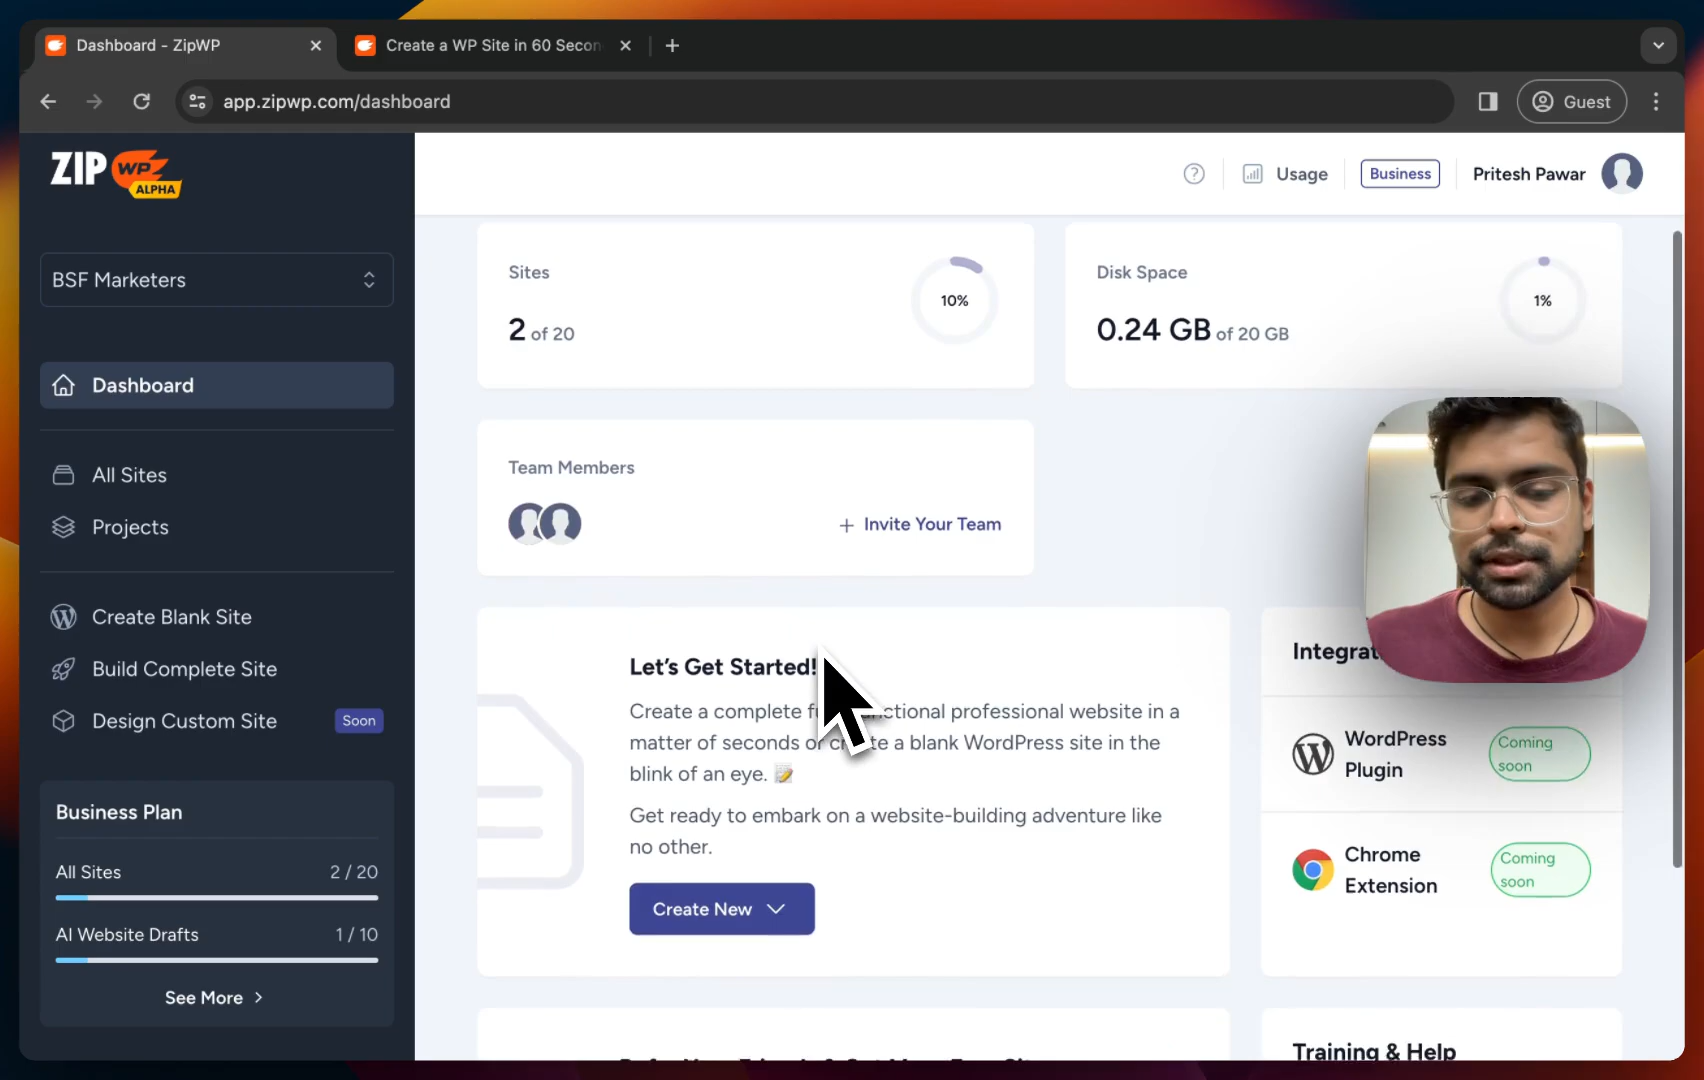 Dashboard - ZipWP
Create a WP Site in 60 Secon
app.zipwp.com/dashboard
Guest
ZIP WP
ALPHA
Usage
Business
Pritesh Pawar
BSF Marketers
Dashboard
All Sites
Projects
Create Blank Site
Build Complete Site
Design Custom Site
Soon
Business Plan
All Sites
2 / 20
AI Website Drafts
1 / 10
See More
Sites
2 of 20
10%
Disk Space
0.24 GB of 20 GB
1%
Team Members
+ Invite Your Team
Let's Get Started!
Create a complete fu ctional professional website in a
matter of seconds or c te a blank WordPress site in the
blink of an eye. 📝
Get ready to embark on a website-building adventure like
no other.
Create New
Integrat
WordPress
Plugin
Coming
soon
Chrome
Extension
Coming
soon
Training & Help